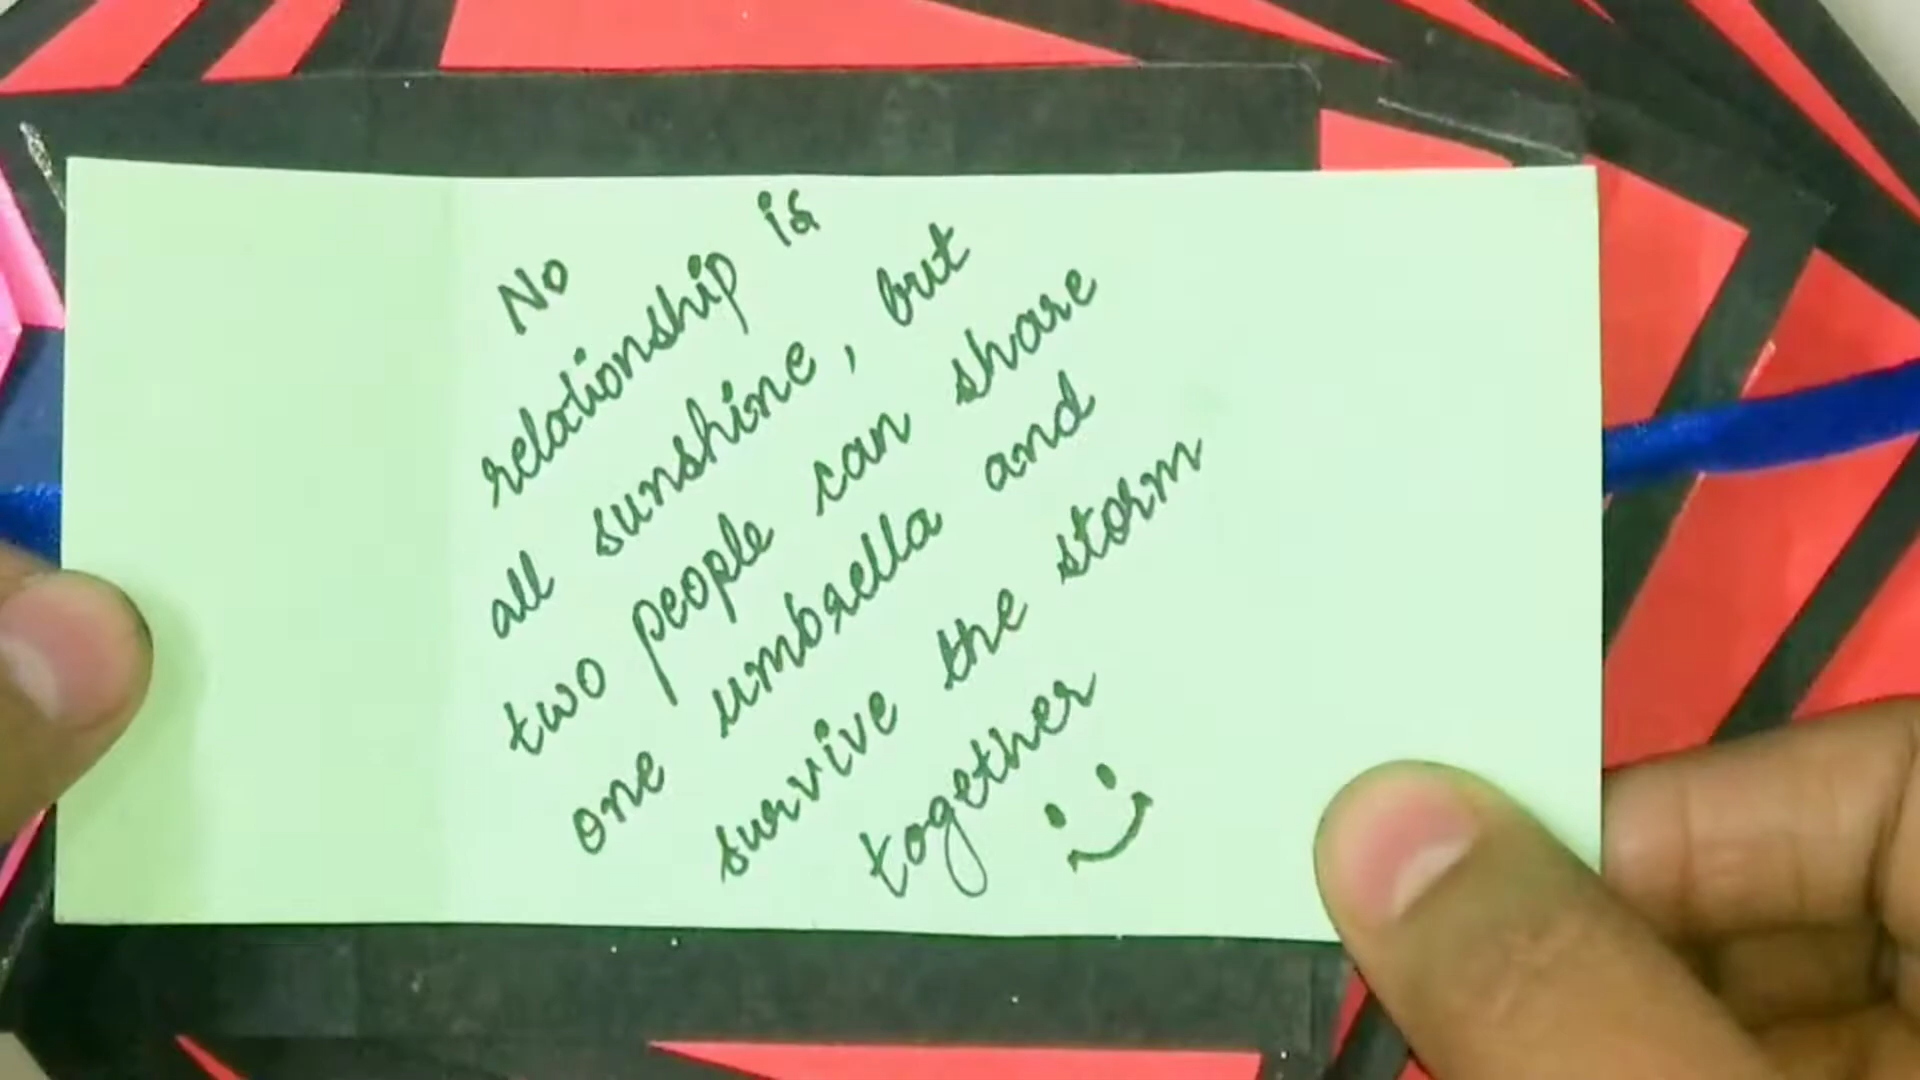 No
relationship is
all sunshine, but
two people can share
one umbrella and
survive the storm
together